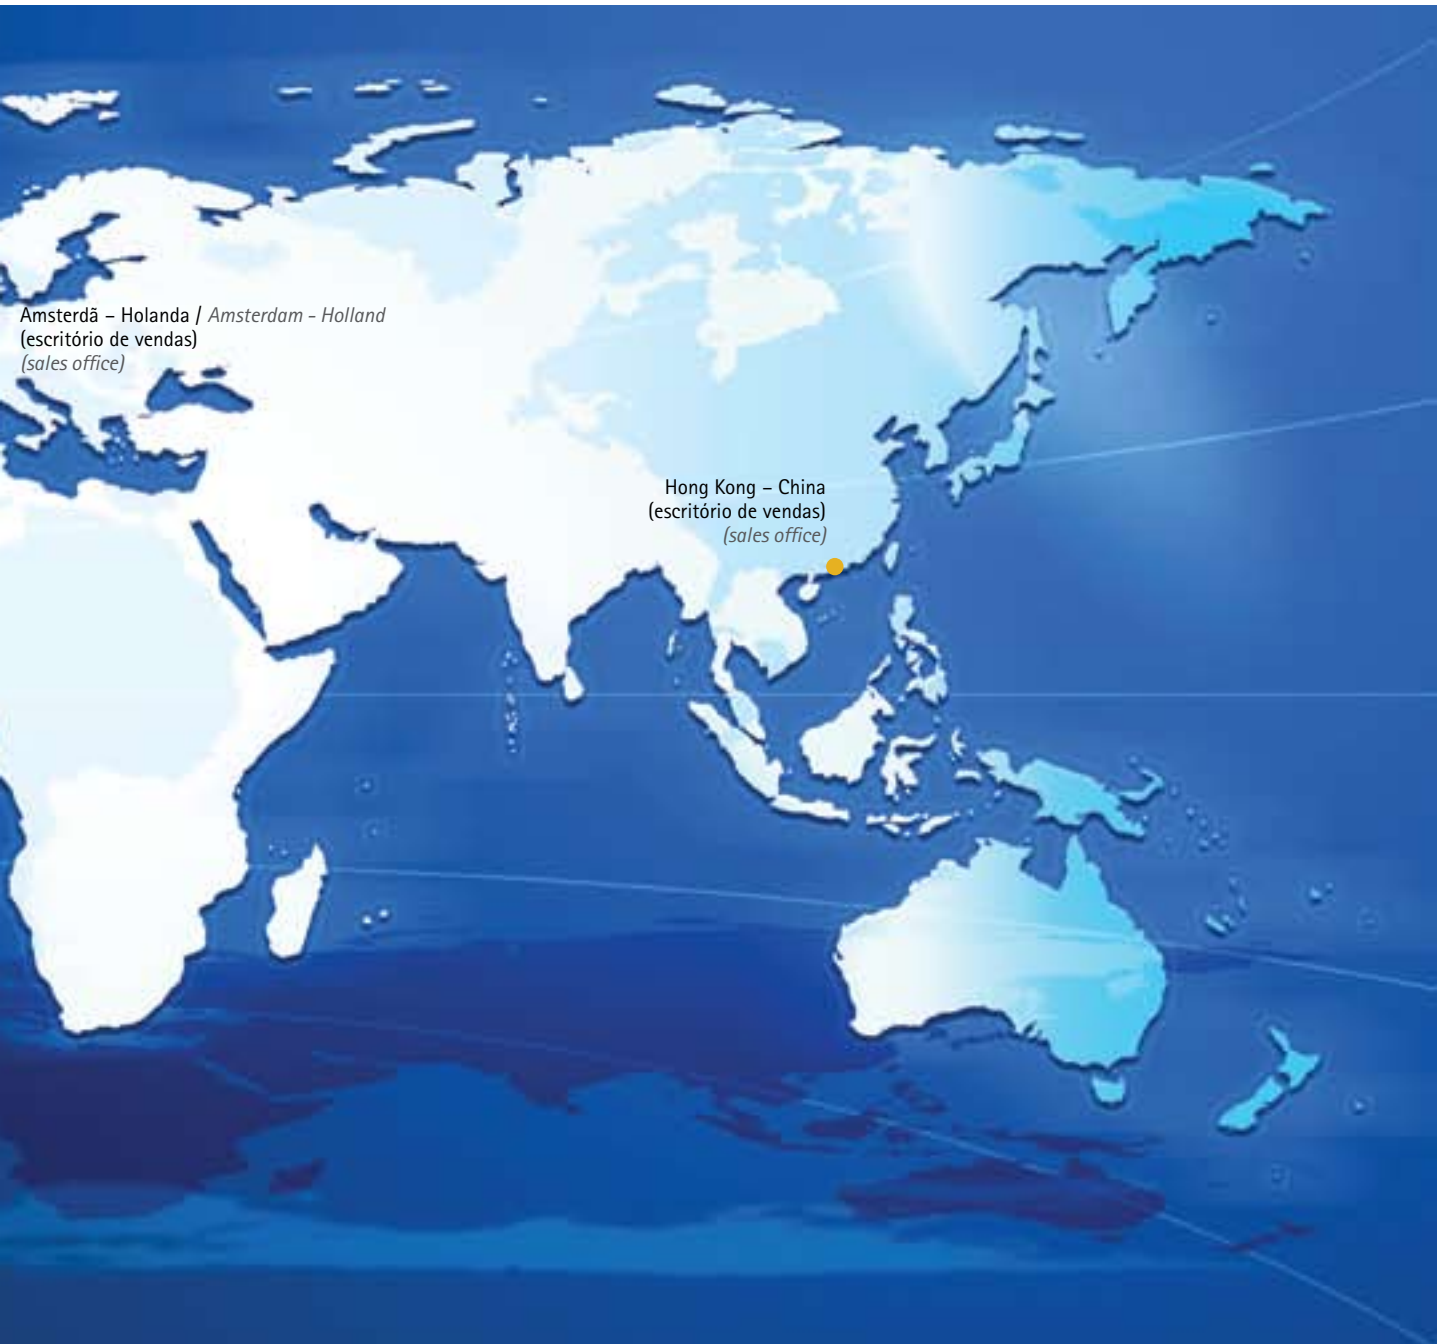 Amsterdã – Holanda / Amsterdam - Holland
(escritório de vendas)
(sales office)
Hong Kong – China
(escritório de vendas)
(sales office)